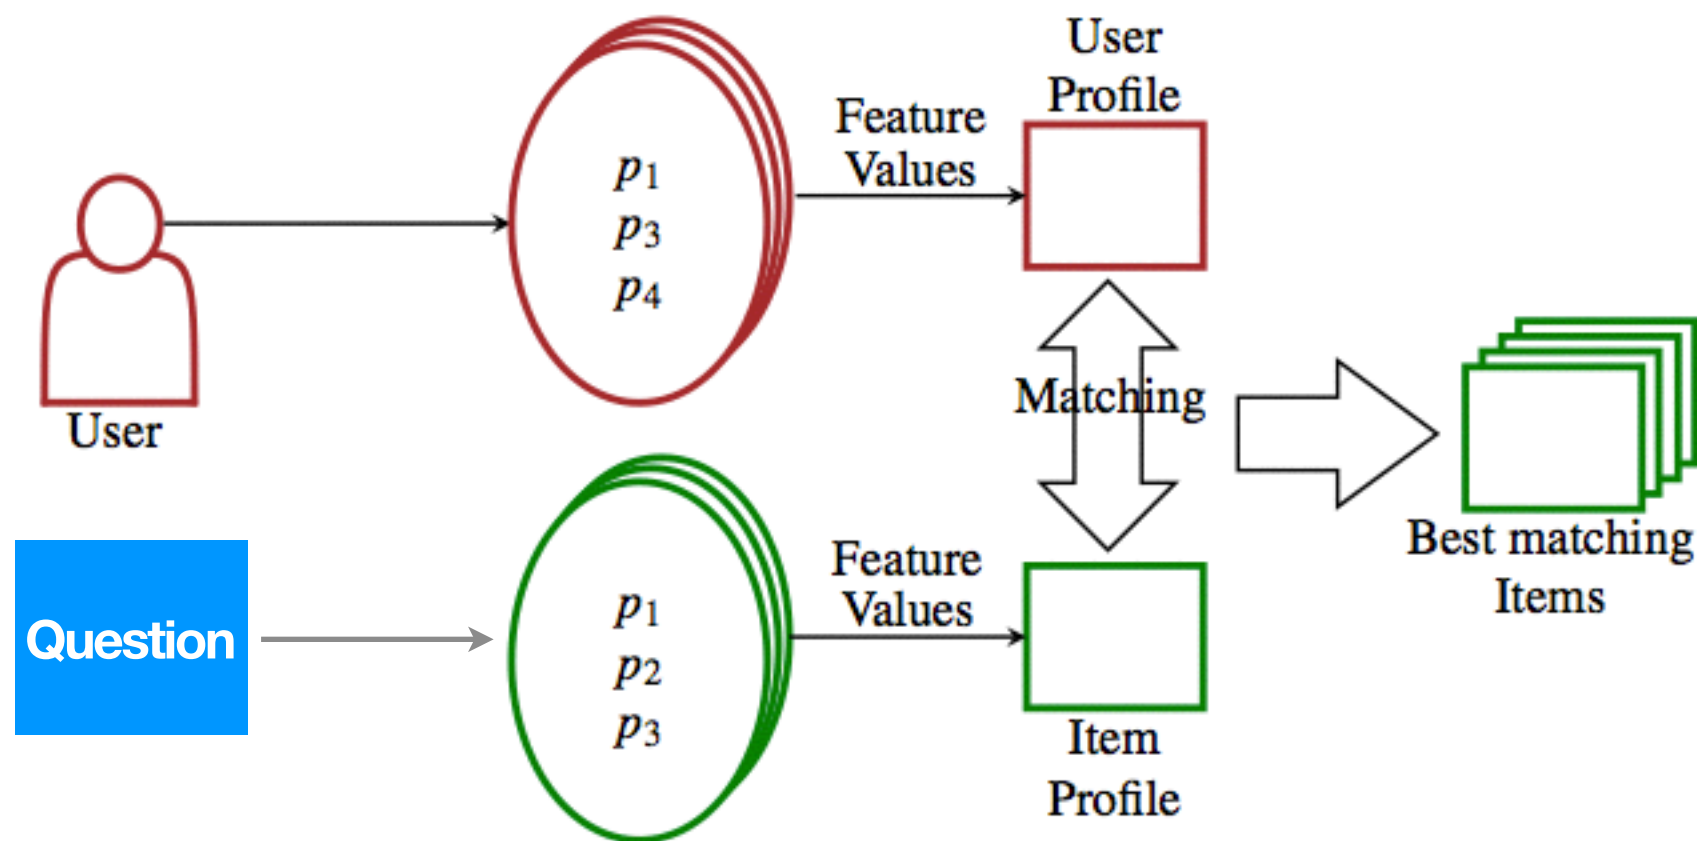 User
Profile
Feature
Values
p1
p3
p4
User
Matching
Best matching
Items
Question
p1
p2
p3
Feature
Values
Item
Profile